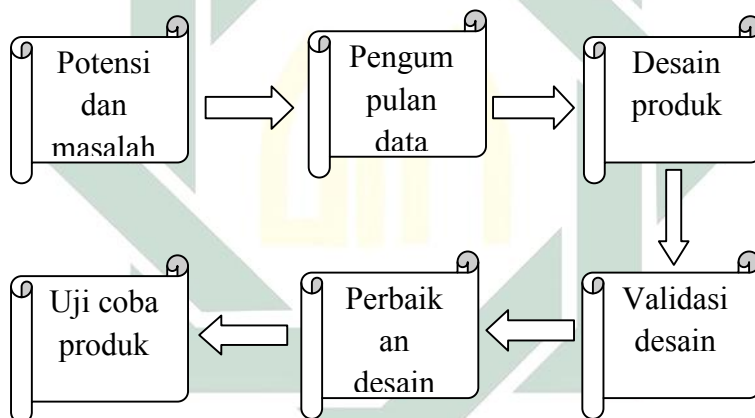 Potensi
dan
masalah
Pengum
pulan
data
Desain
produk
Validasi
desain
Perbaik
an
desain
Uji coba
produk